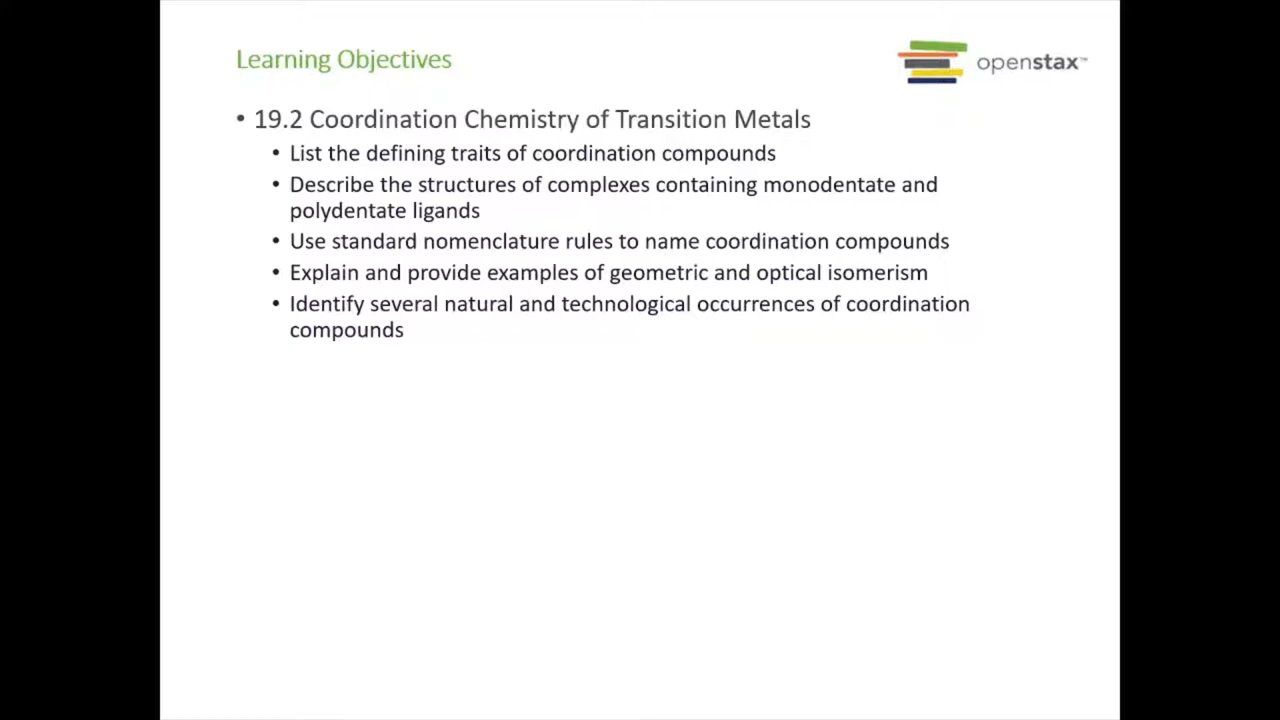 Learning Objectives
openstax™
• 19.2 Coordination Chemistry of Transition Metals
• List the defining traits of coordination compounds
• Describe the structures of complexes containing monodentate and
polydentate ligands
• Use standard nomenclature rules to name coordination compounds
• Explain and provide examples of geometric and optical isomerism
• Identify several natural and technological occurrences of coordination
compounds